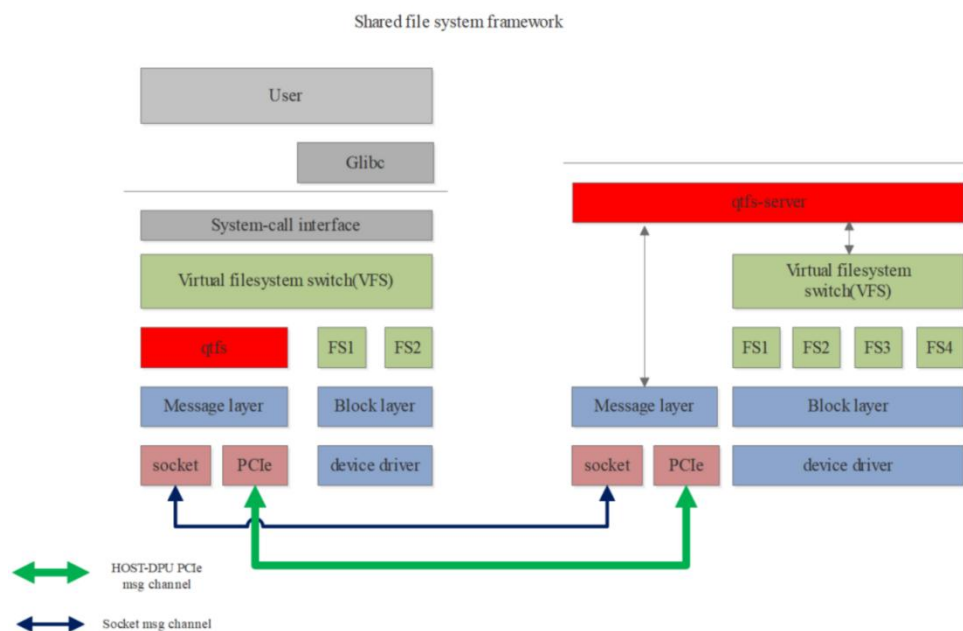 Shared file system framework
User
Glibc
System-call interface
Virtual filesystem switch(VFS)
qtfs
FS1
FS2
Message layer
Block layer
socket
PCIe
device driver
qtfs-server
Virtual filesystem
switch(VFS)
FS1
FS2
FS3
FS4
Message layer
Block layer
socket
PCIe
device driver
HOST-DPU PCIe
msg channel
Socket msg channel